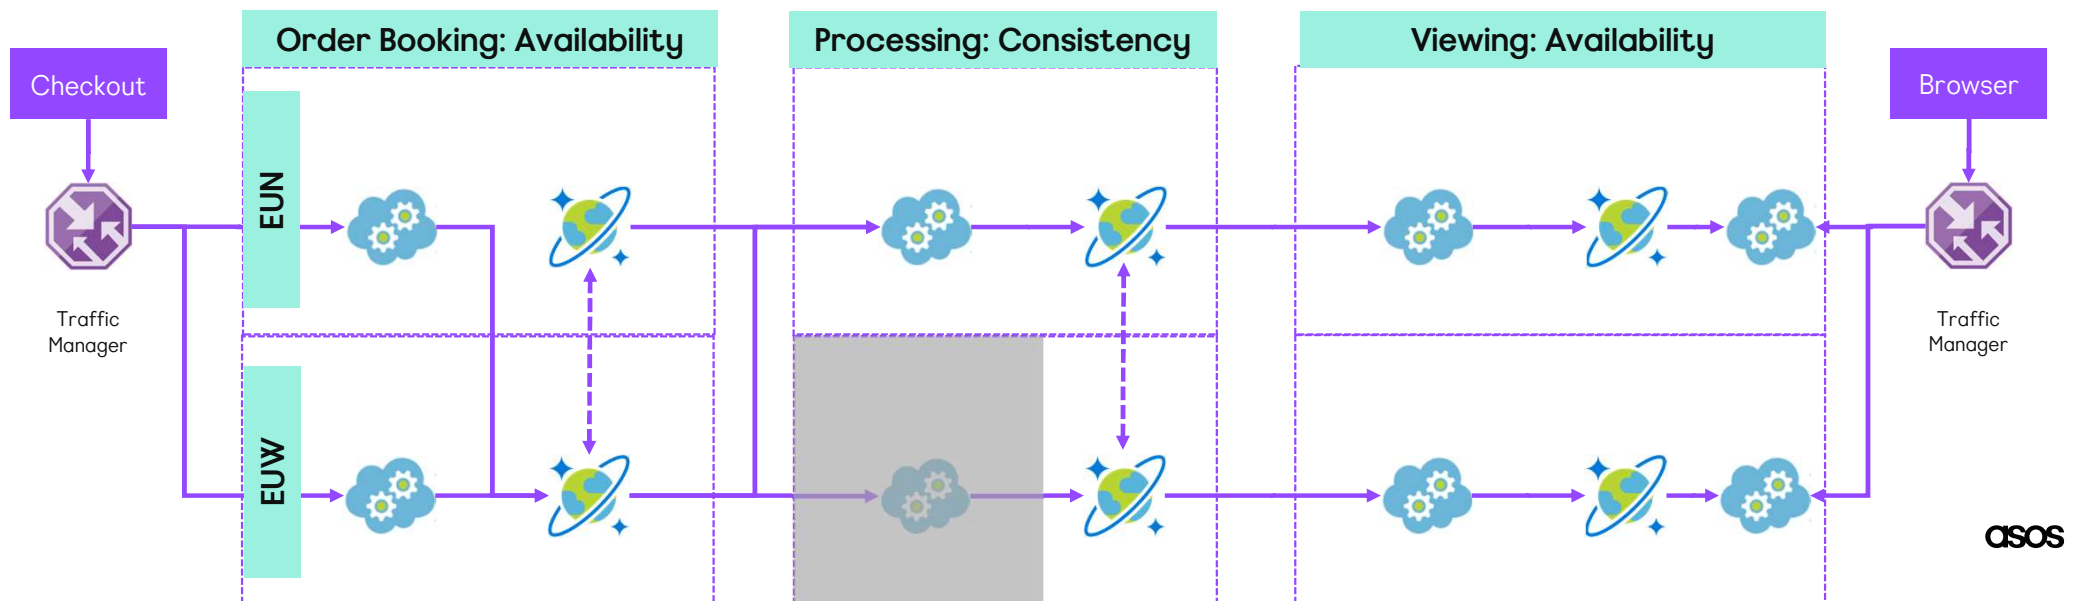 Order Booking: Availability
Processing: Consistency
Viewing: Availability
Checkout
Browser
EUN
Traffic
Manager
Traffic
Manager
EUW
asos